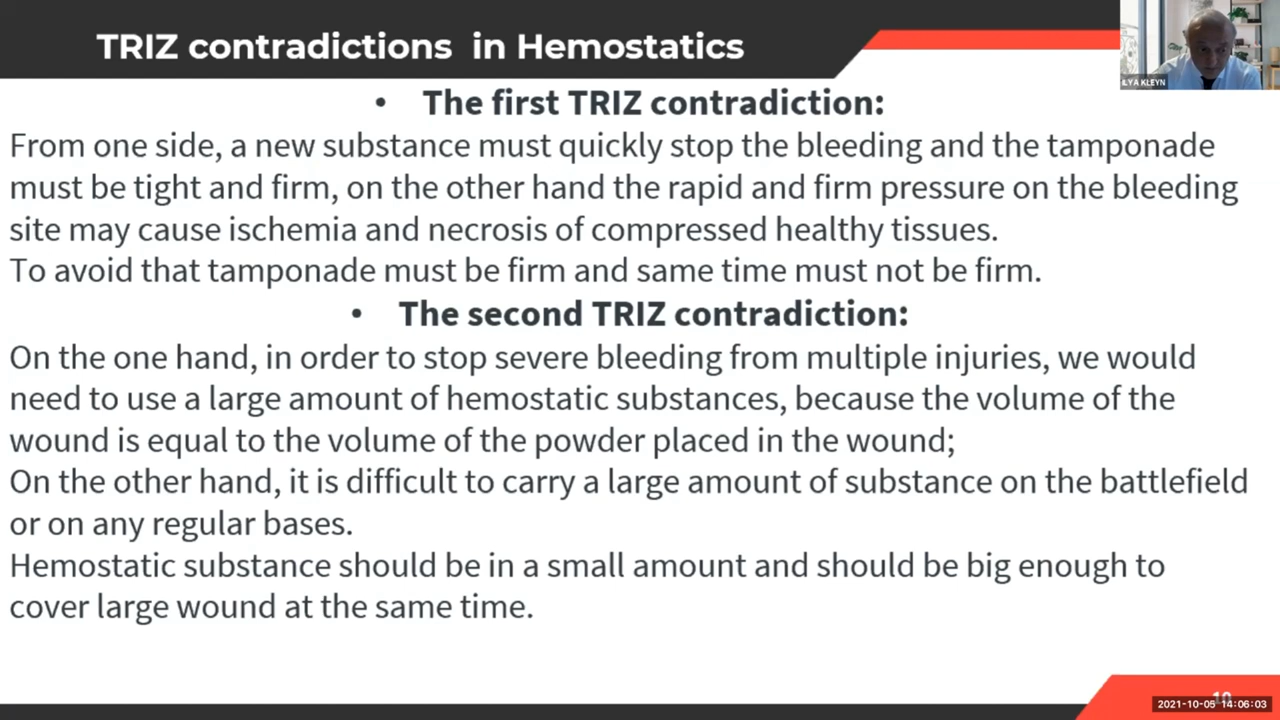 TRIZ contradictions in Hemostatics
ILYA KLEYN
• The first TRIZ contradiction:
From one side, a new substance must quickly stop the bleeding and the tamponade
must be tight and firm, on the other hand the rapid and firm pressure on the bleeding
site may cause ischemia and necrosis of compressed healthy tissues.
To avoid that tamponade must be firm and same time must not be firm.
• The second TRIZ contradiction:
On the one hand, in order to stop severe bleeding from multiple injuries, we would
need to use a large amount of hemostatic substances, because the volume of the
wound is equal to the volume of the powder placed in the wound;
On the other hand, it is difficult to carry a large amount of substance on the battlefield
or on any regular bases.
Hemostatic substance should be in a small amount and should be big enough to
cover large wound at the same time.
10
2021-10-05 14:06:03